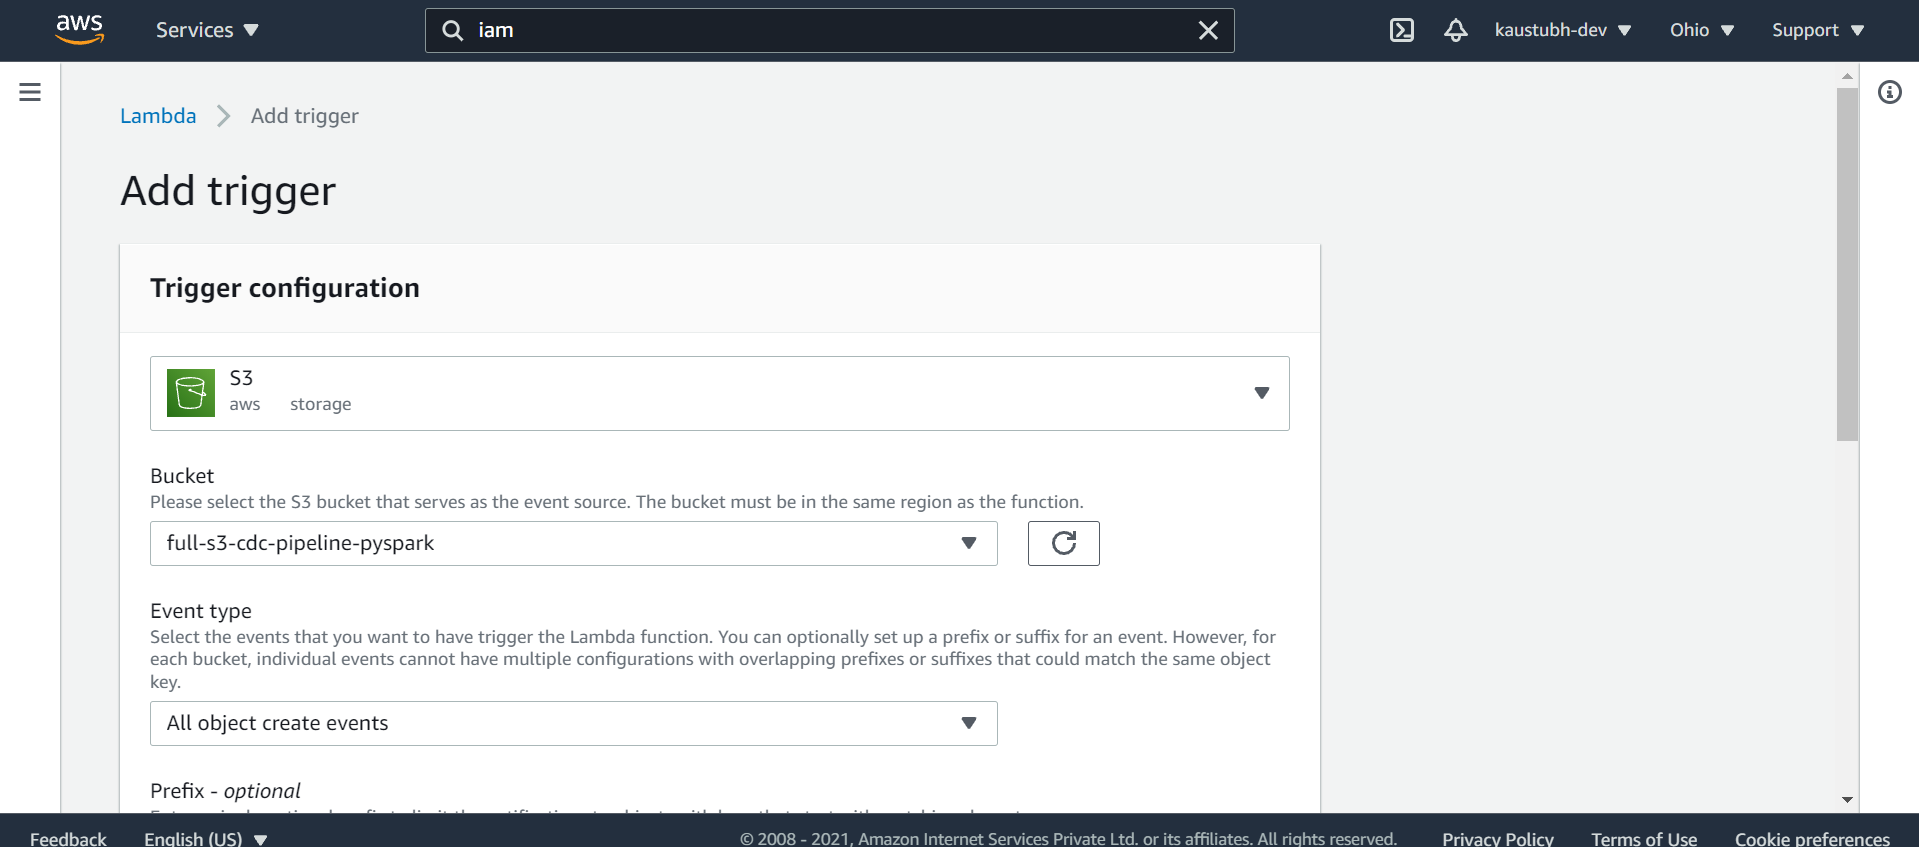 aws Services iam kaustubh-dev Ohio Support
Lambda Add trigger
Add trigger
Trigger configuration
S3
aws storage
Bucket
Please select the S3 bucket that serves as the event source. The bucket must be in the same region as the function.
full-s3-cdc-pipeline-pyspark
Event type
Select the events that you want to have trigger the Lambda function. You can optionally set up a prefix or suffix for an event. However, for
each bucket, individual events cannot have multiple configurations with overlapping prefixes or suffixes that could match the same object
key.
All object create events
Prefix - optional
Feedback English (US) © 2008 - 2021, Amazon Internet Services Private Ltd. or its affiliates. All rights reserved. Privacy Policy Terms of Use Cookie preferences